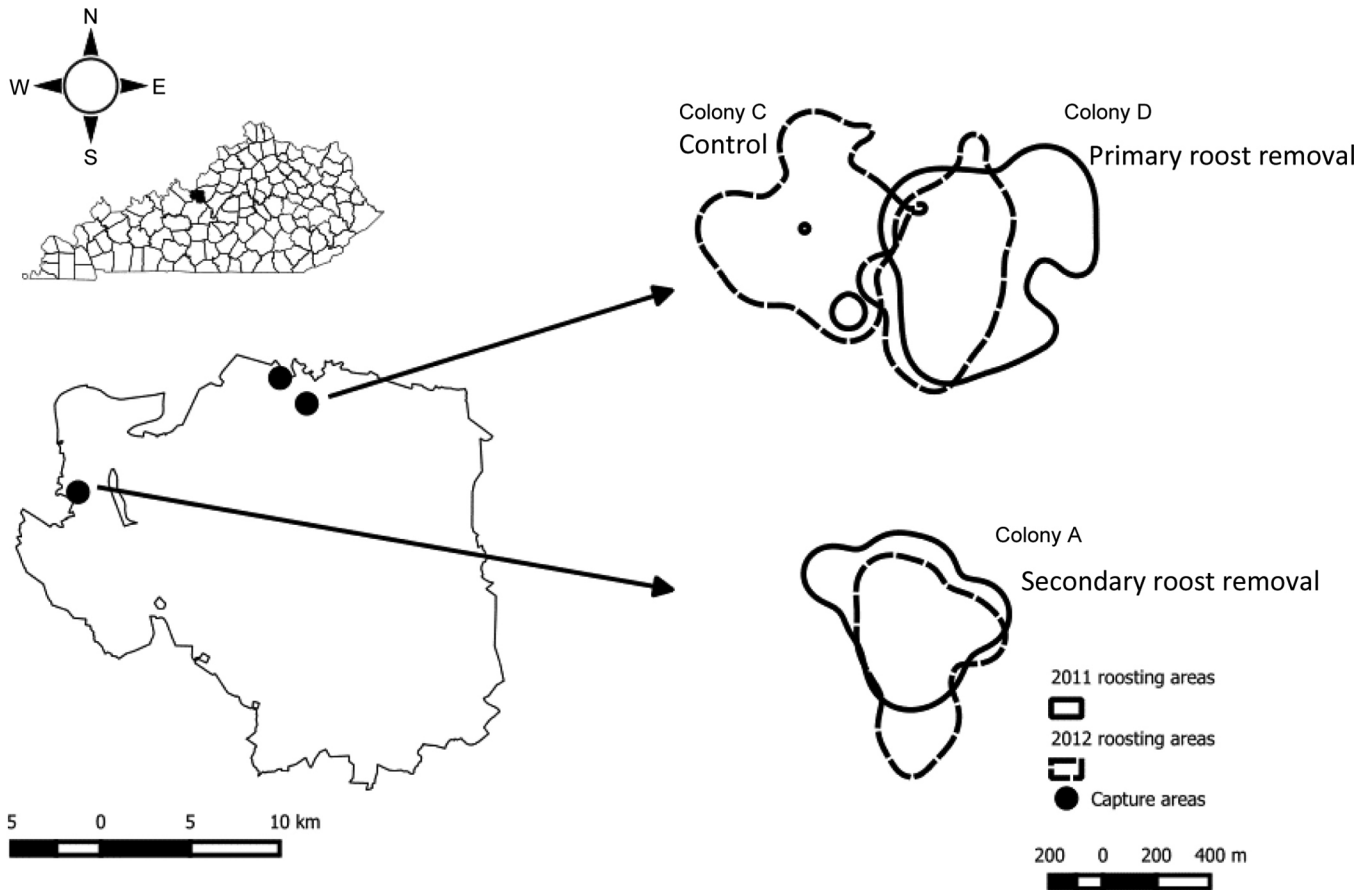 N
W E
S
Colony C
Control
Colony D
Primary roost removal
Colony A
Secondary roost removal
2011 roosting areas
2012 roosting areas
Capture areas
5 0 5 10 km
200 0 200 400 m